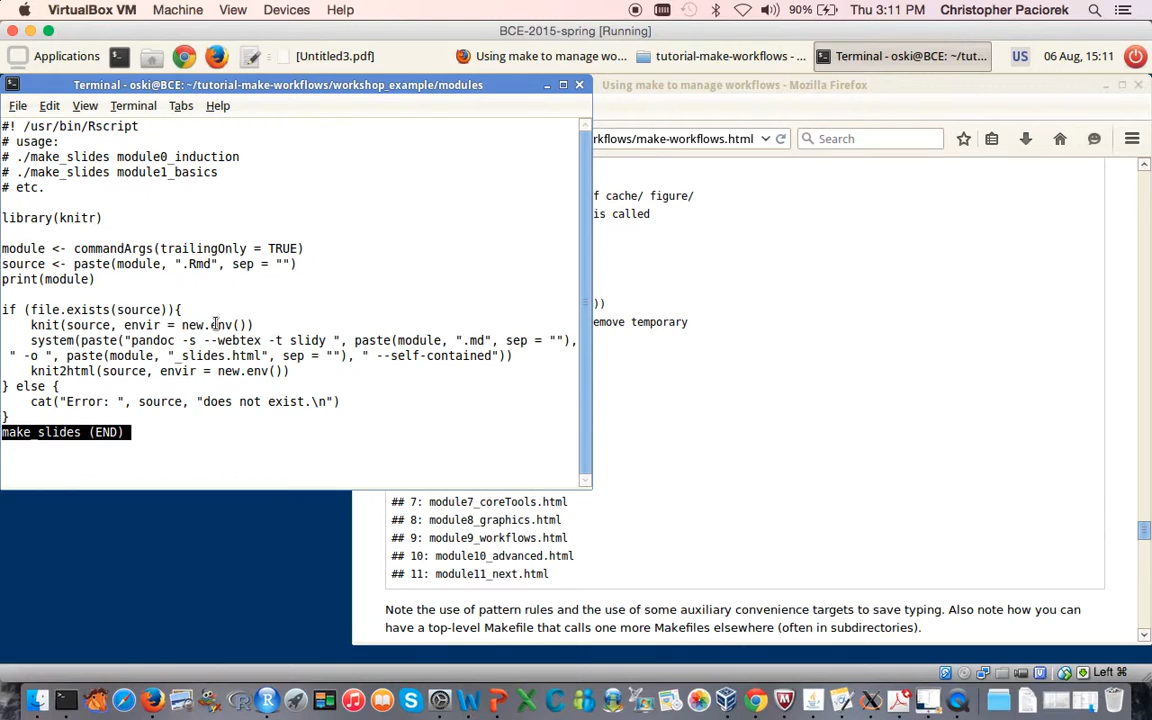 VirtualBox VM Machine View Devices Help 90% Thu 3:11 PM Christopher Paciorek
BCE-2015-spring [Running]
Applications [Untitled3.pdf] Using make to manage wo... tutorial-make-workflows - ... Terminal - oski@BCE: ~/tut... US 06 Aug, 15:11
Terminal - oski@BCE: ~/tutorial-make-workflows/workshop_example/modules
Using make to manage workflows - Mozilla Firefox
File Edit View Terminal Tabs Help
rkflows/make-workflows.html Search
#! /usr/bin/Rscript
# usage:
# ./make_slides module0_induction
# ./make_slides module1_basics
# etc.
library(knitr)
module <- commandArgs(trailingOnly = TRUE)
source <- paste(module, ".Rmd", sep = "")
print(module)
if (file.exists(source)){
knit(source, envir = new.env())
system(paste("pandoc -s --webtex -t slidy ", paste(module, ".md", sep = ""),
" -o ", paste(module, "_slides.html", sep = ""), " --self-contained"))
knit2html(source, envir = new.env())
} else {
cat("Error: ", source, "does not exist.\n")
}
make_slides (END)
f cache/ figure/
is called
))
emove temporary
## 7: module7_coreTools.html
## 8: module8_graphics.html
## 9: module9_workflows.html
## 10: module10_advanced.html
## 11: module11_next.html
Note the use of pattern rules and the use of some auxiliary convenience targets to save typing. Also note how you can
have a top-level Makefile that calls one more Makefiles elsewhere (often in subdirectories).
Left ⌘